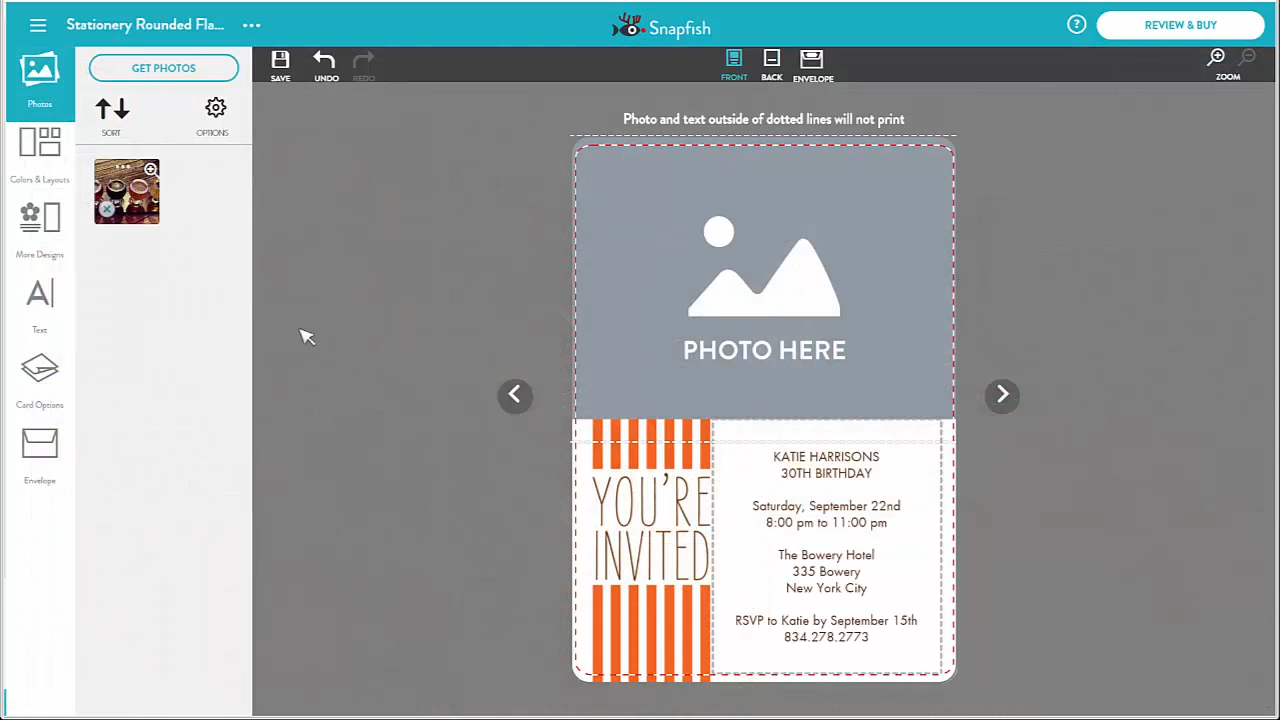 Stationery Rounded Fla...
Snapfish
?
REVIEW & BUY
GET PHOTOS
SAVE
UNDO
REDO
FRONT
BACK
ENVELOPE
ZOOM
Photos
SORT
OPTIONS
Colors & Layouts
More Designs
A
Text
Card Options
Envelope
Photo and text outside of dotted lines will not print
PHOTO HERE
YOU'RE
INVITED
KATIE HARRISONS
30TH BIRTHDAY
Saturday, September 22nd
8:00 pm to 11:00 pm
The Bowery Hotel
335 Bowery
New York City
RSVP to Katie by September 15th
834.278.2773